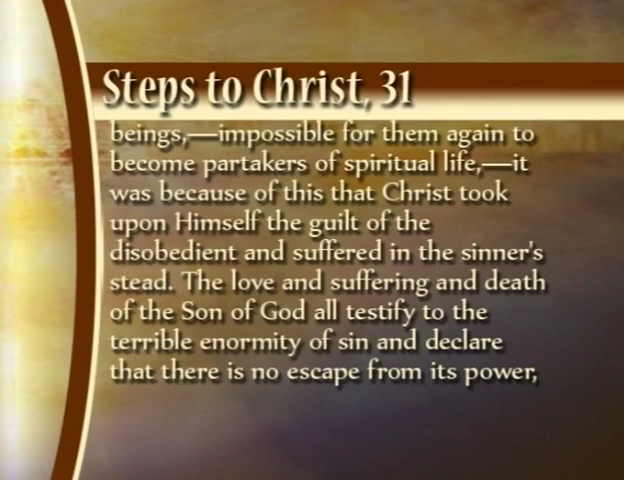 Steps to Christ, 31
beings,—impossible for them again to
become partakers of spiritual life,—it
was because of this that Christ took
upon Himself the guilt of the
disobedient and suffered in the sinner's
stead. The love and suffering and death
of the Son of God all testify to the
terrible enormity of sin and declare
that there is no escape from its power,